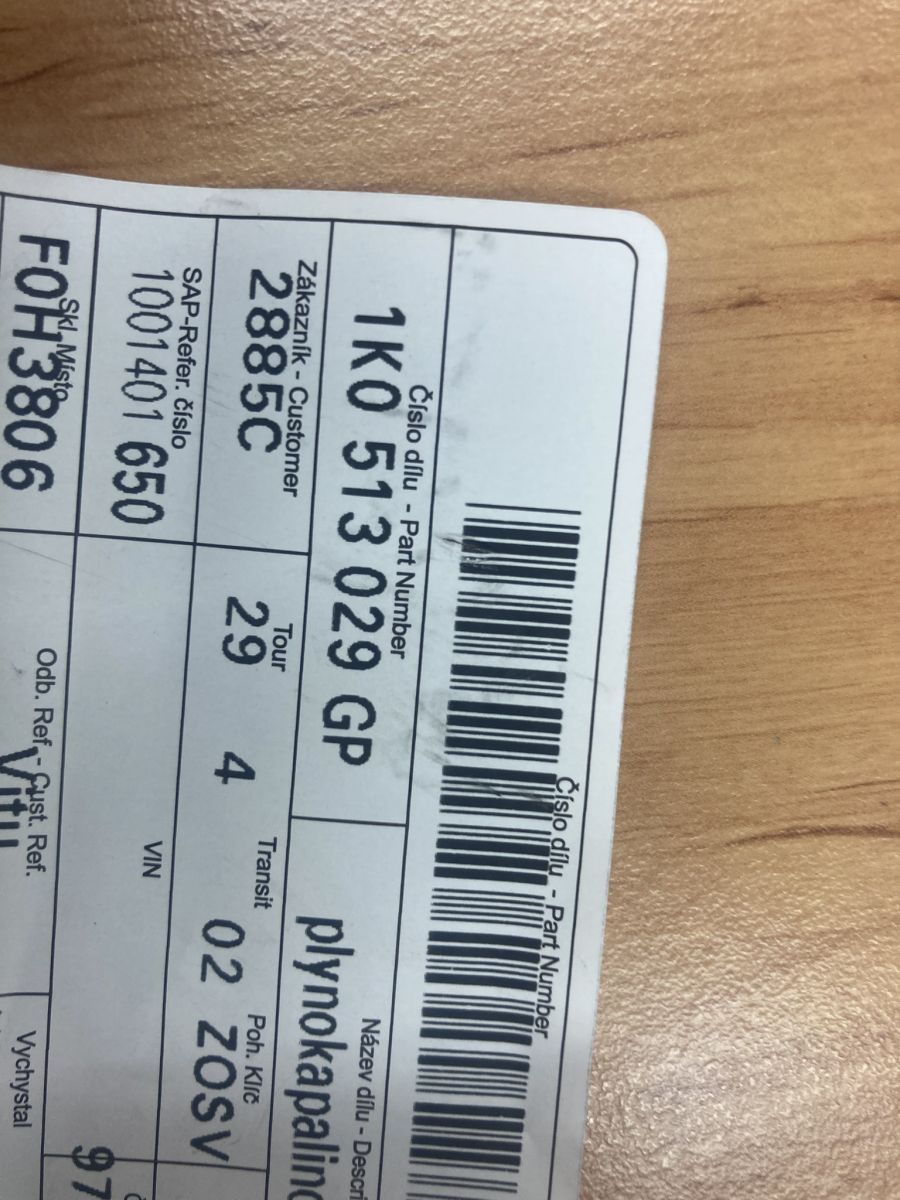 Číslo dílu - Part Number
Číslo dílu - Part Number
1K0 513 029 GP
Název dílu - Descri
plynokapalino
Zákazník - Customer
2885C
Tour
29 4
Transit
02
Poh. Klíč
ZOSV
SAP-Refer. číslo
1001401 650
VIN
97
Skl. Místo
F0H3806
Odb. Ref - Cust. Ref.
Vychystal